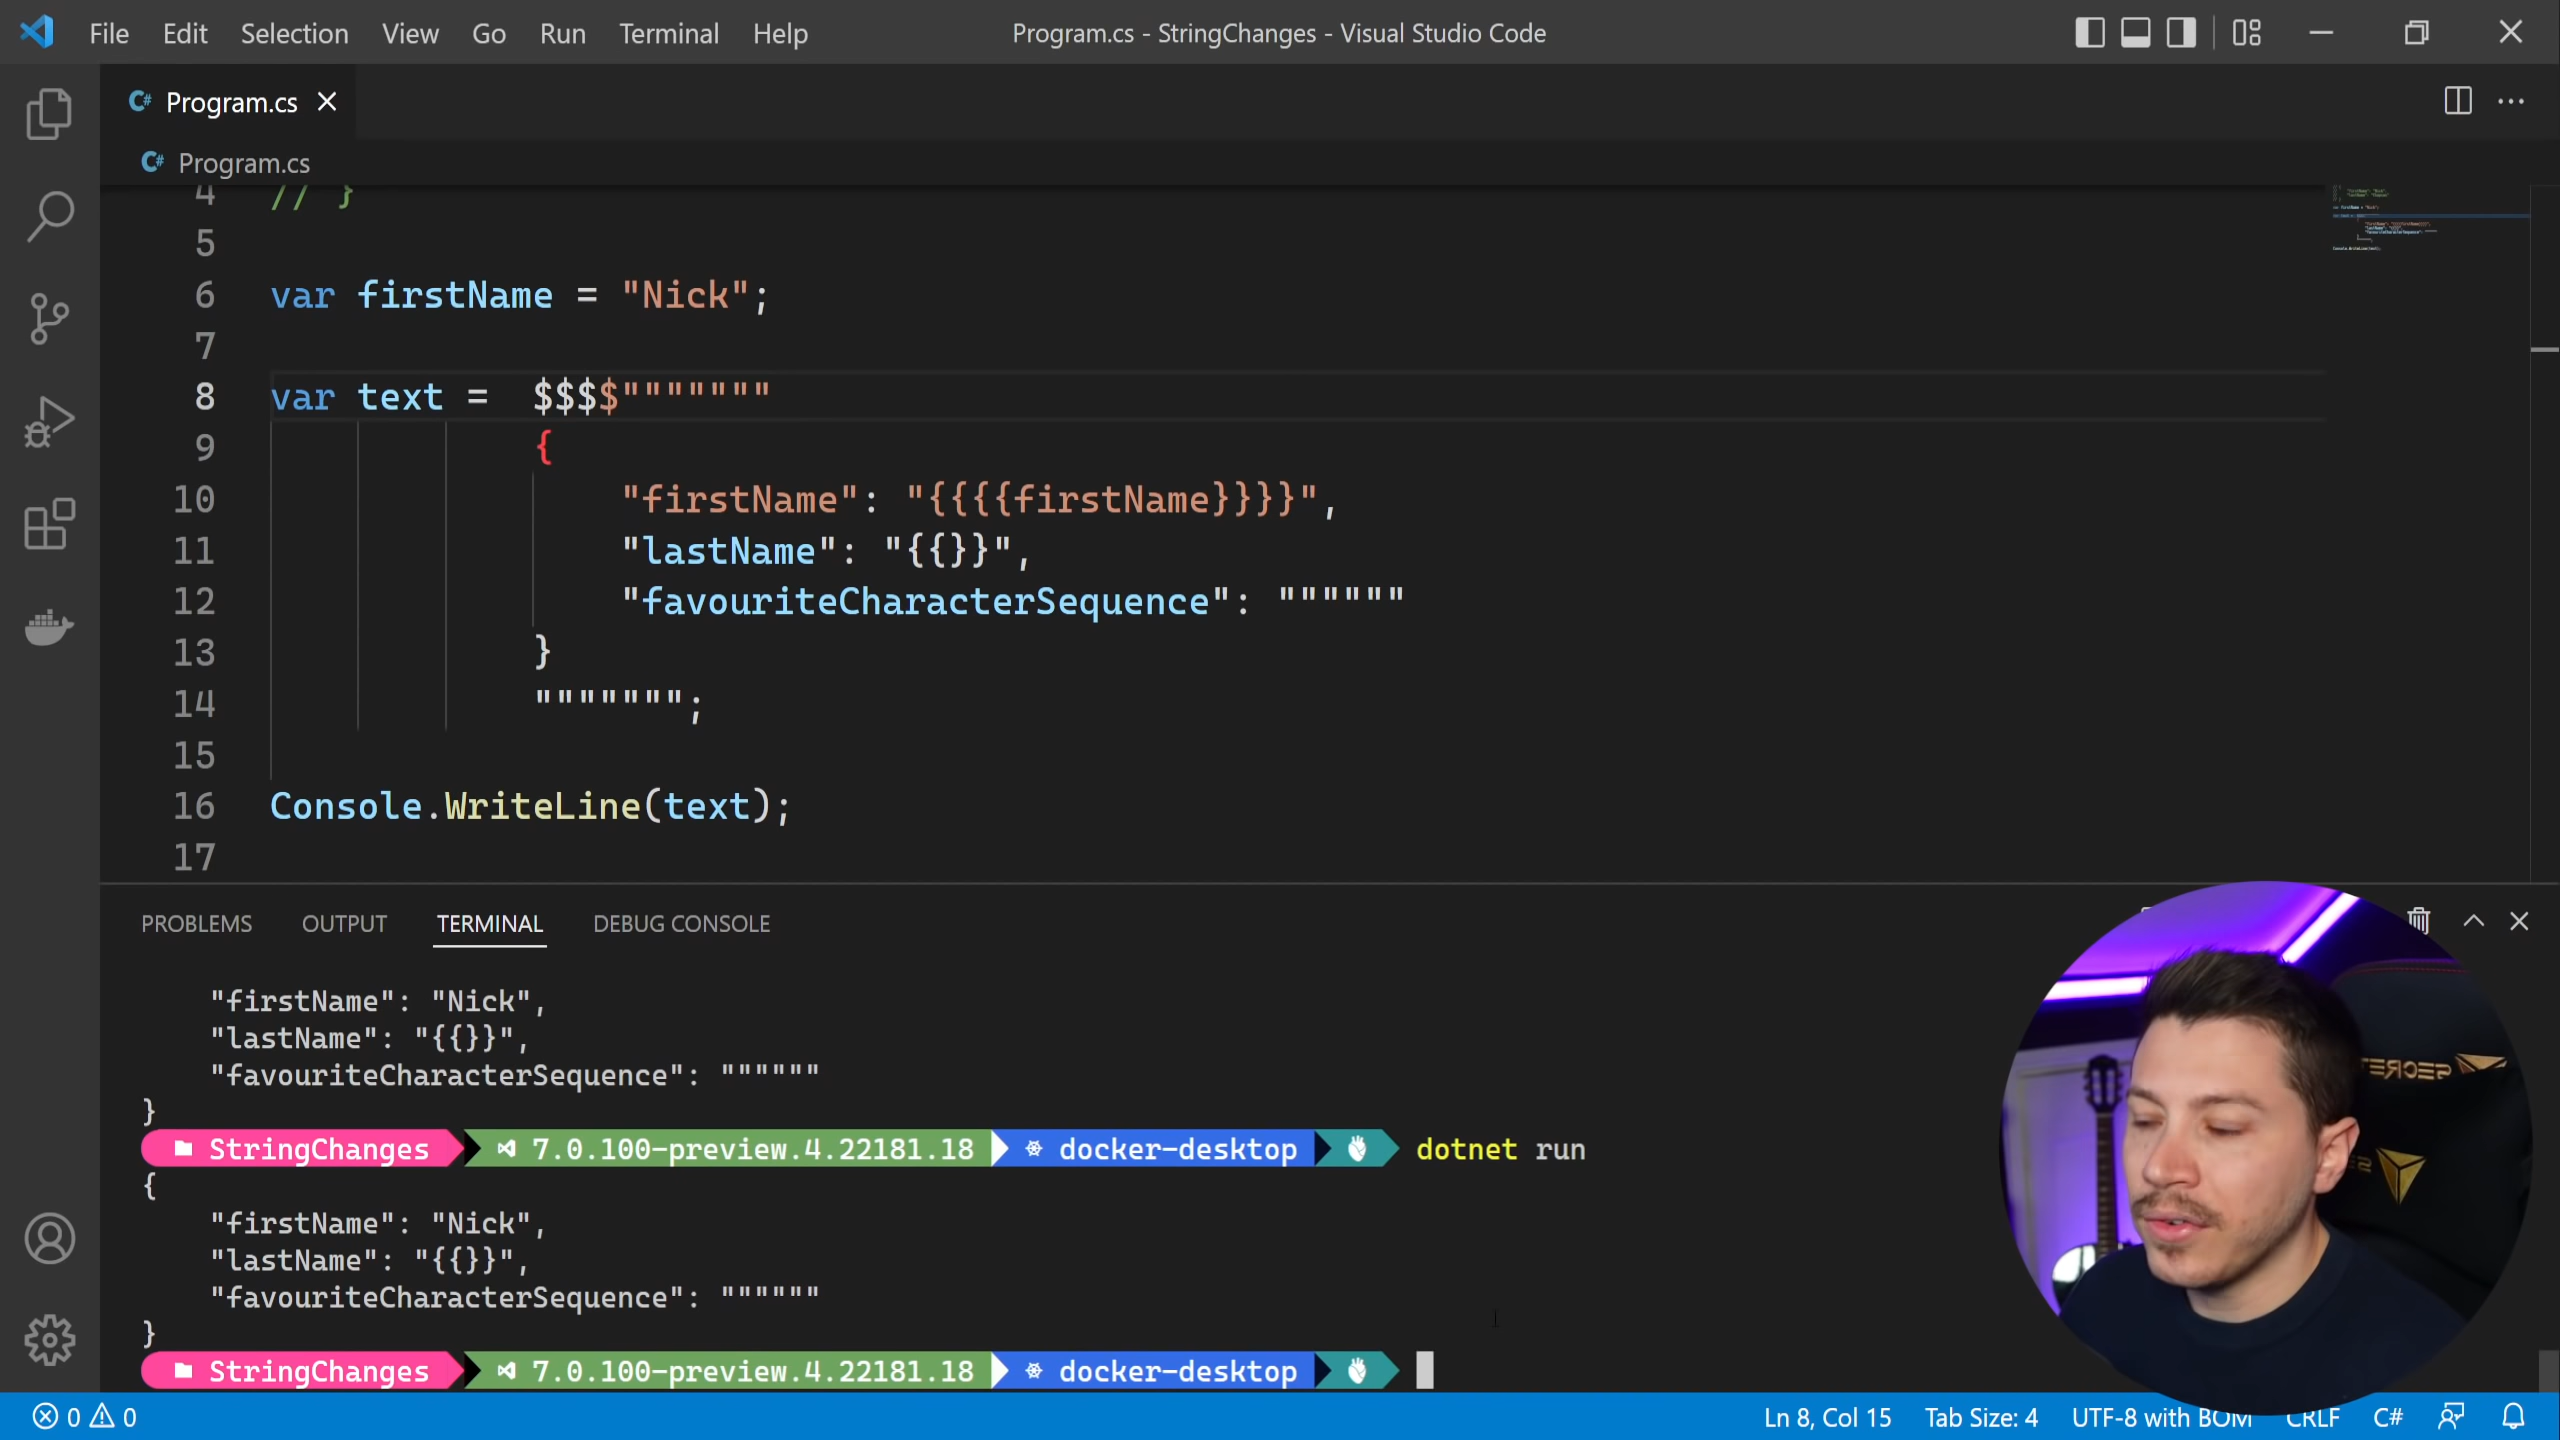 File Edit Selection View Go Run Terminal Help Program.cs - StringChanges - Visual Studio Code
Program.cs
Program.cs
4 // }
5
6 var firstName = "Nick";
7
8 var text =  $$$$"""""""
9 {
10 "firstName": "{{{{firstName}}}}",
11 "lastName": "{{}}",
12 "favouriteCharacterSequence": """"""
13 }
14 """"""";
15
16 Console.WriteLine(text);
17
PROBLEMS OUTPUT TERMINAL DEBUG CONSOLE
"firstName": "Nick",
"lastName": "{{}}",
"favouriteCharacterSequence": """"""
}
StringChanges 7.0.100-preview.4.22181.18 docker-desktop dotnet run
{
"firstName": "Nick",
"lastName": "{{}}",
"favouriteCharacterSequence": """"""
}
StringChanges 7.0.100-preview.4.22181.18 docker-desktop
0 0 Ln 8, Col 15 Tab Size: 4 UTF-8 with BOM CRLF C#